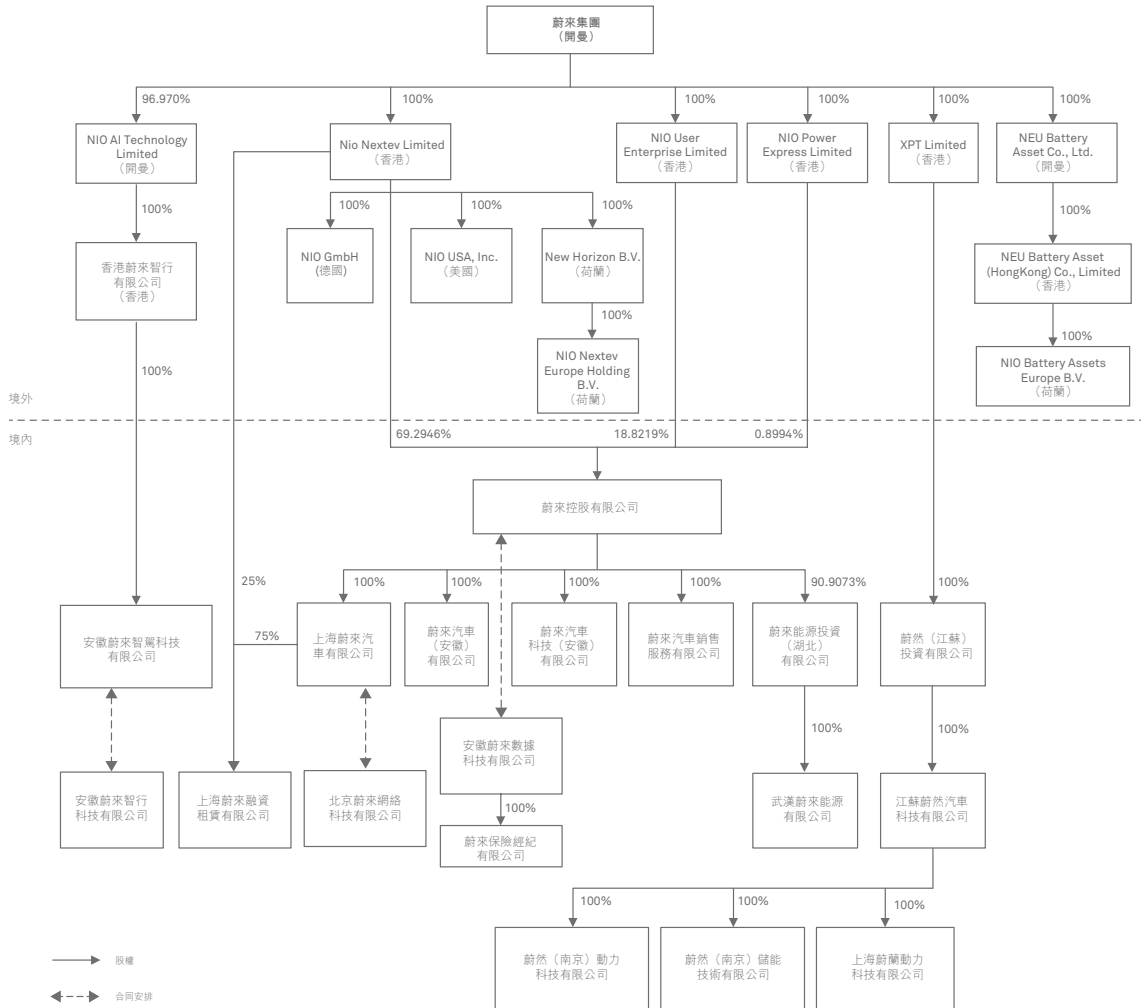 蔚來集團
（開曼）
96.970%
100%
100%
100%
100%
100%
NIO AI Technology
Limited
（開曼）
Nio Nextev Limited
（香港）
NIO User
Enterprise Limited
（香港）
NIO Power
Express Limited
（香港）
XPT Limited
（香港）
NEU Battery
Asset Co., Ltd.
（開曼）
100%
100%
100%
100%
100%
香港蔚來智行
有限公司
（香港）
NIO GmbH
(德國)
NIO USA, Inc.
（美國）
New Horizon B.V.
（荷蘭）
NEU Battery Asset
(HongKong) Co., Limited
（香港）
100%
100%
100%
NIO Nextev
Europe Holding
B.V.
（荷蘭）
NIO Battery Assets
Europe B.V.
（荷蘭）
境外
境內
69.2946%
18.8219%
0.8994%
蔚來控股有限公司
25%
100%
100%
100%
100%
90.9073%
100%
75%
安徽蔚來智駕科技
有限公司
上海蔚來汽
車有限公司
蔚來汽車
（安徽）
有限公司
蔚來汽車
科技（安徽）
有限公司
蔚來汽車銷售
服務有限公司
蔚來能源投資
（湖北）
有限公司
蔚然（江蘇）
投資有限公司
100%
100%
安徽蔚來數據
科技有限公司
安徽蔚來智行
科技有限公司
上海蔚來融資
租賃有限公司
北京蔚來網絡
科技有限公司
武漢蔚來能源
有限公司
江蘇蔚然汽車
科技有限公司
100%
蔚來保險經紀
有限公司
100%
100%
100%
蔚然（南京）動力
科技有限公司
蔚然（南京）儲能
技術有限公司
上海蔚蘭動力
科技有限公司
股權
合同安排